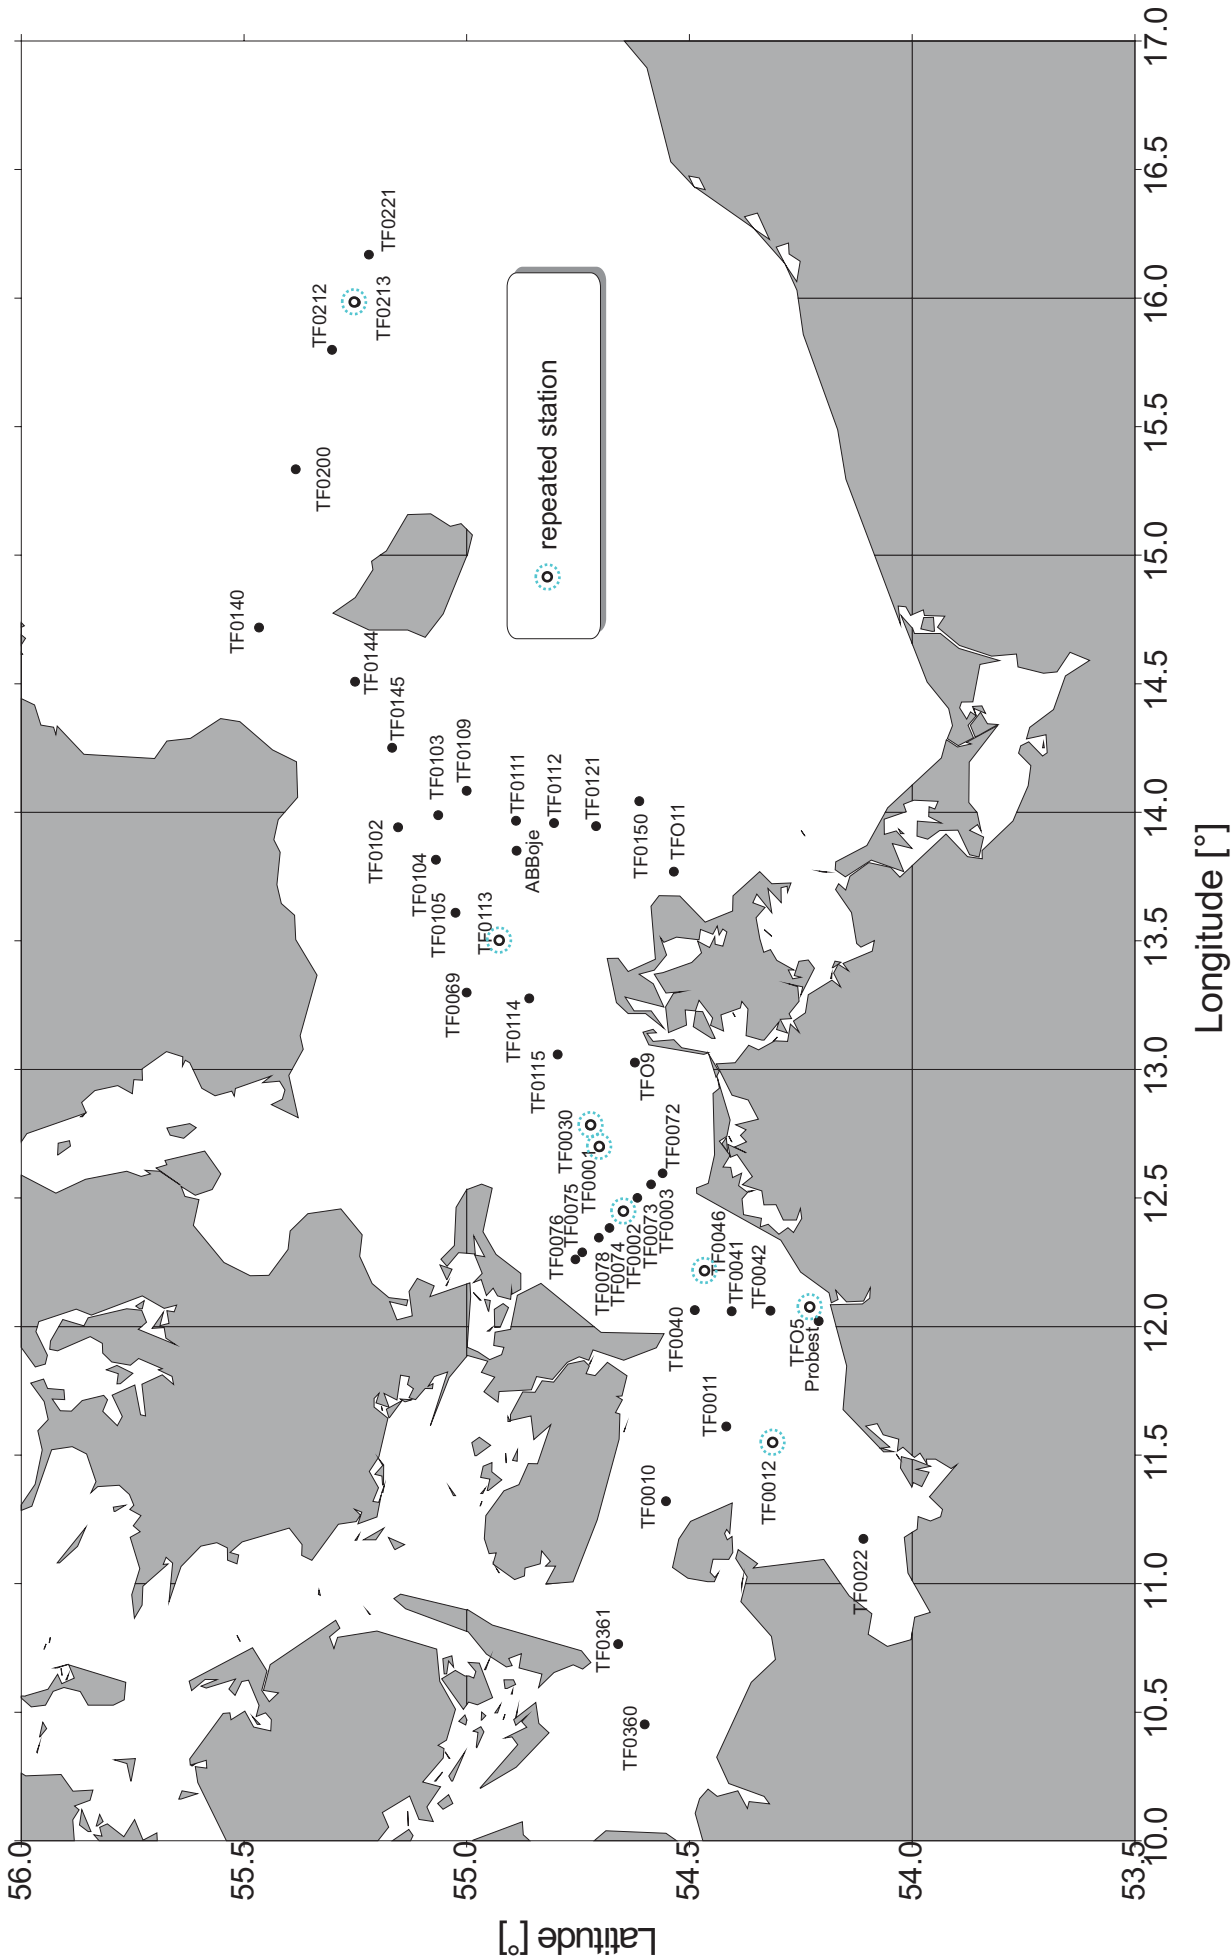 56.0
55.5
55.0
54.5
54.0
53.5
Latitude [°]
10.0
10.5
11.0
11.5
12.0
12.5
13.0
13.5
14.0
14.5
15.0
15.5
16.0
16.5
17.0
Longitude [°]
repeated station
TF0360
TF0361
TF0010
TF0022
TF0012
TF0011
TF0040
TF0041
TF0042
TF0046
TFO5
Probest
TF0076
TF0075
TF0078
TF0074
TF0002
TF0073
TF0003
TF0072
TF0001
TF0030
TFO9
TF0115
TF0114
TF0069
TF0113
TF0105
TF0104
TF0102
TF0103
TF0109
ABBoje
TF0111
TF0112
TF0121
TF0150
TFO11
TF0145
TF0144
TF0140
TF0200
TF0212
TF0213
TF0221